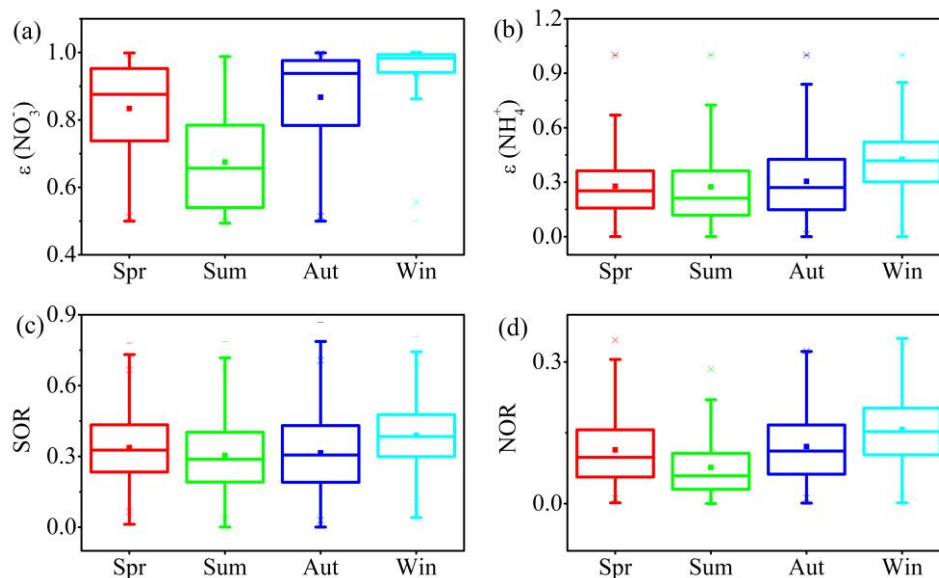 (a)
ε (NO₃⁻)
1.0
0.8
0.6
0.4
Spr Sum Aut Win
(b)
ε (NH₄⁺)
1.2
0.9
0.6
0.3
0.0
Spr Sum Aut Win
(c)
SOR
0.9
0.6
0.3
0.0
Spr Sum Aut Win
(d)
NOR
0.3
0.0
Spr Sum Aut Win